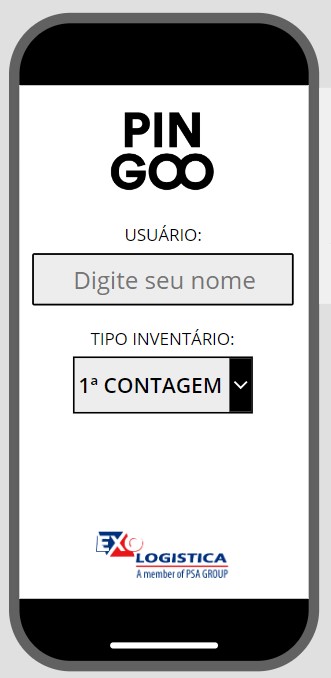 PIN
GOO
USUÁRIO:
Digite seu nome
TIPO INVENTÁRIO:
1ª CONTAGEM
EXO
LOGISTICA
A member of PSA GROUP